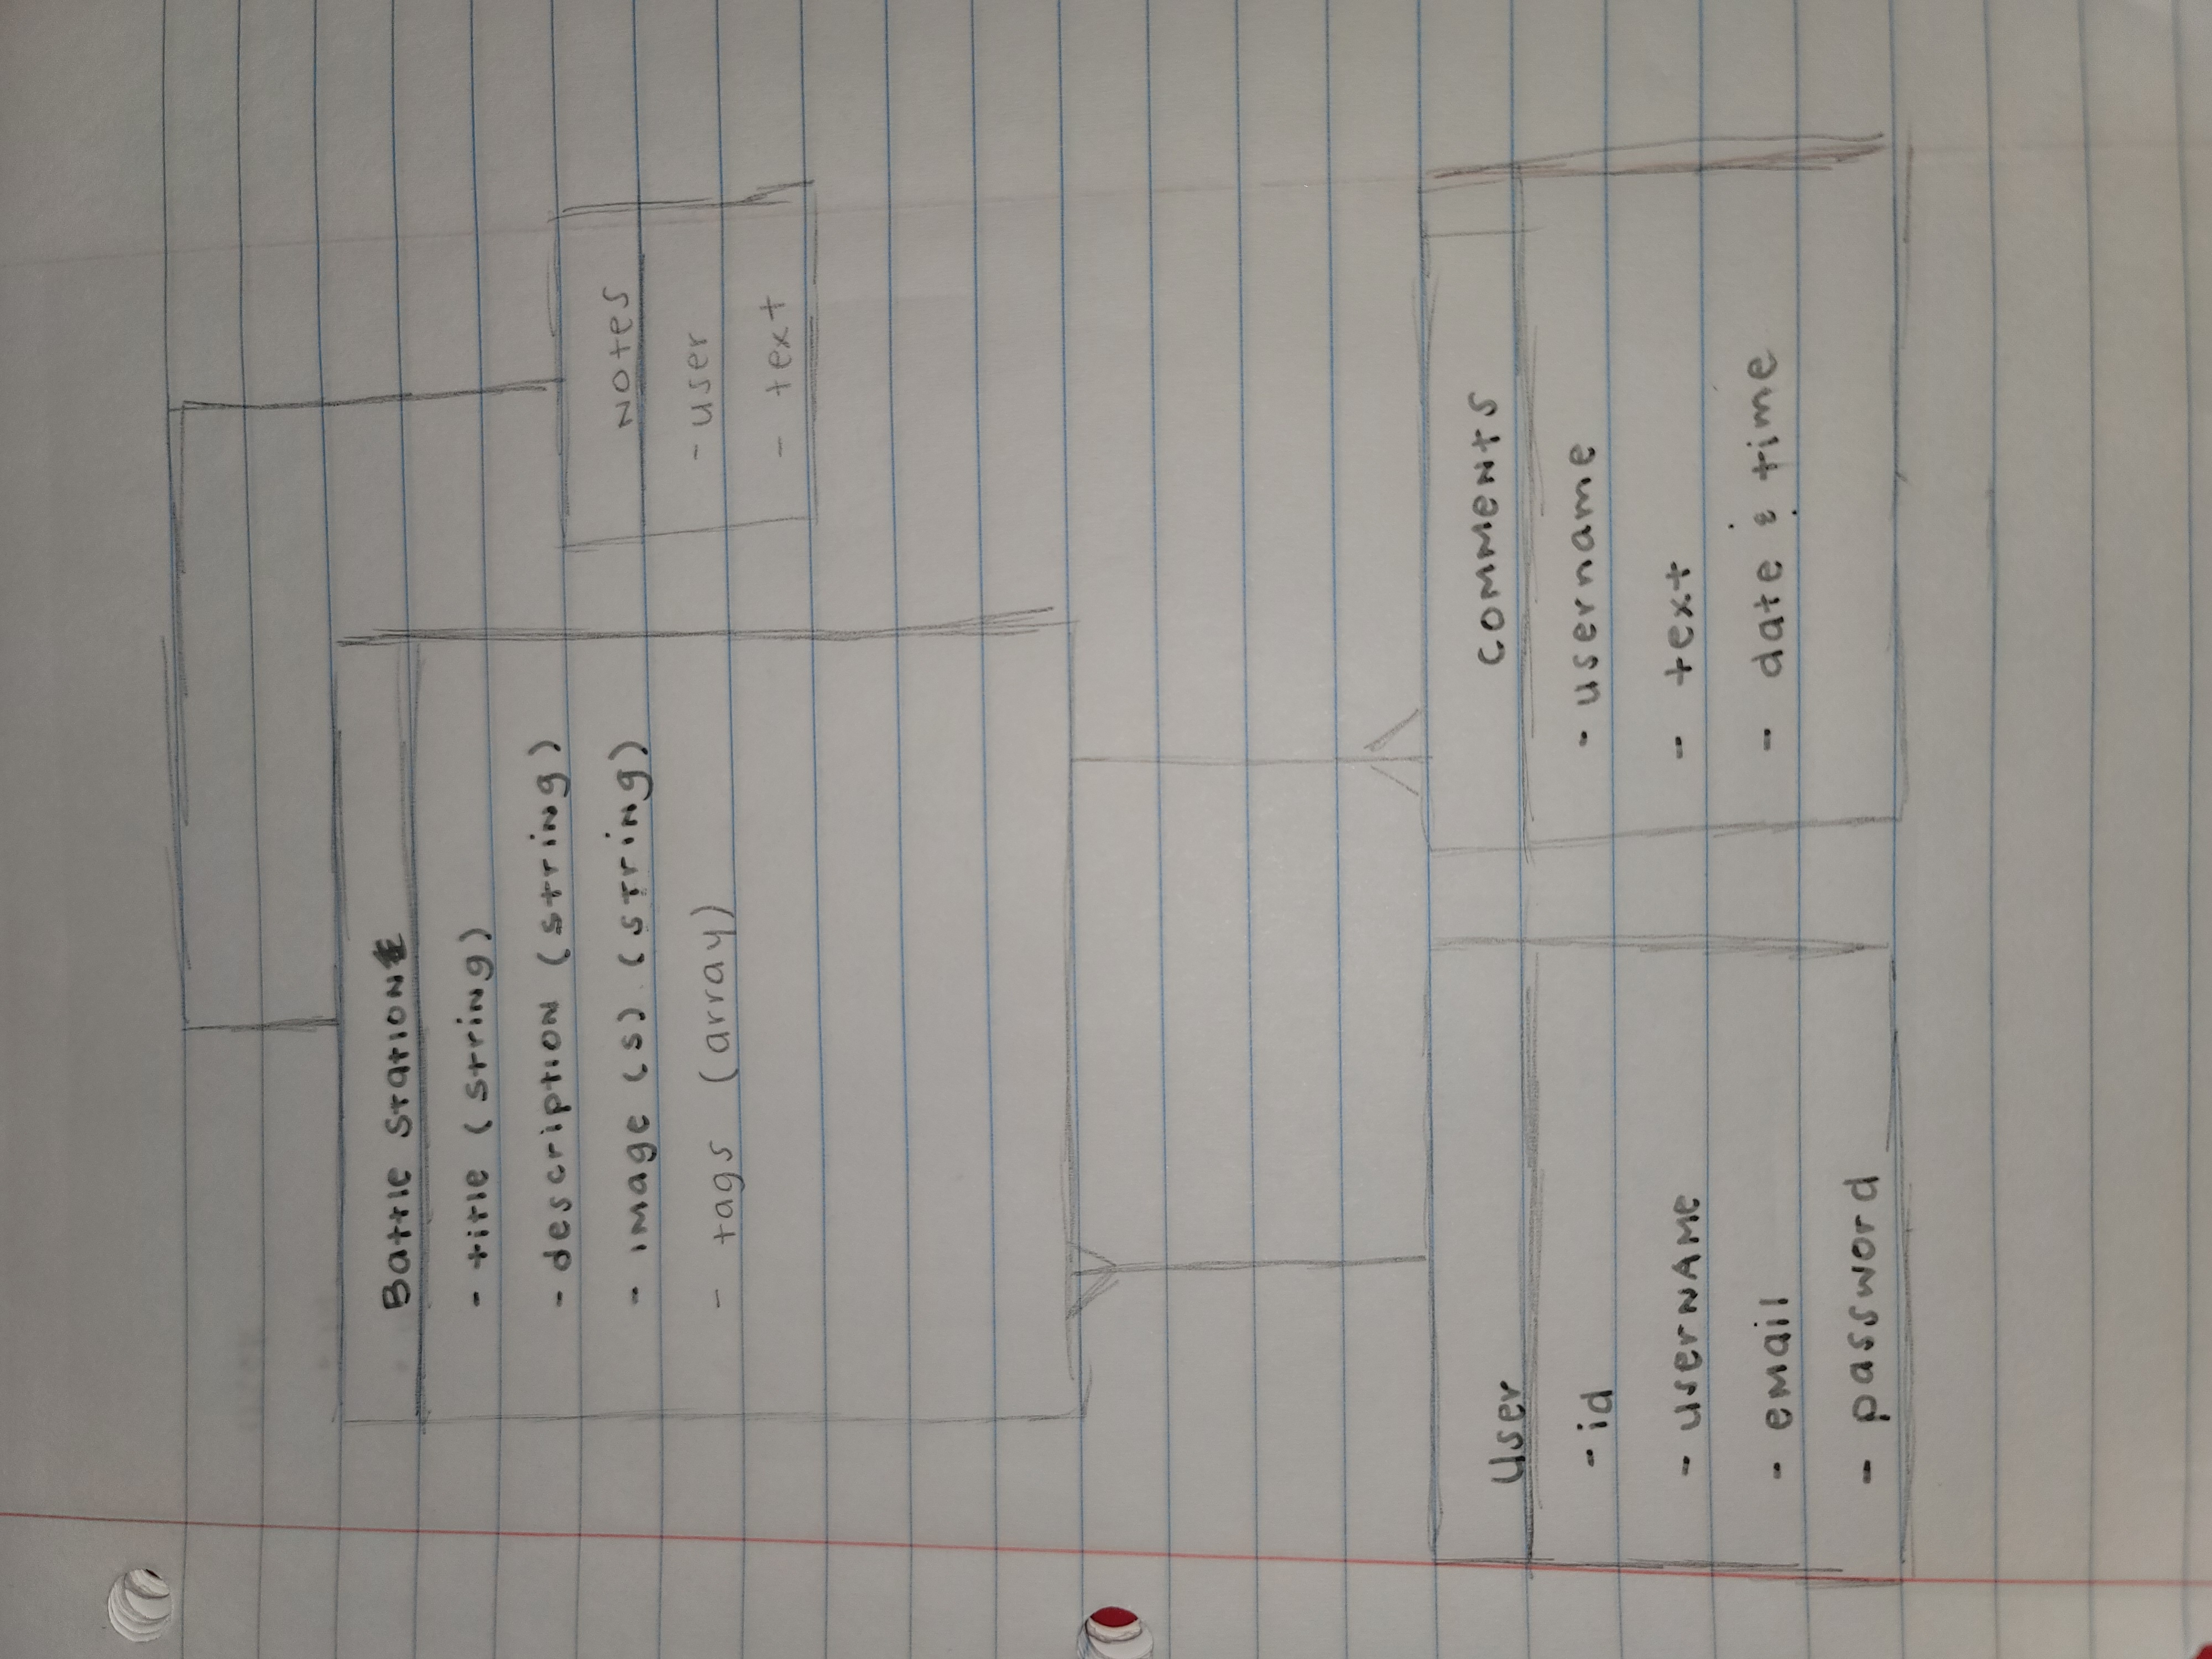 Battle Station
- title (string)
- description (string)
- image(s) (string)
- tags (array)
Notes
- user
- text
User
- id
- username
- email
- password
comments
- username
- text
- date & time